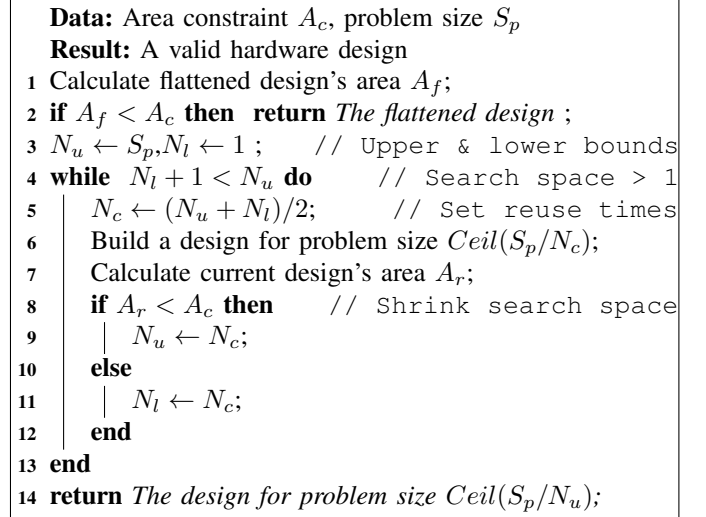 Data: Area constraint A_c, problem size S_p
Result: A valid hardware design
1 Calculate flattened design's area A_f;
2 if A_f < A_c then return The flattened design ;
3 N_u ← S_p,N_l ← 1 ; // Upper & lower bounds
4 while N_l + 1 < N_u do // Search space > 1
5 N_c ← (N_u + N_l)/2; // Set reuse times
6 Build a design for problem size Ceil(S_p/N_c);
7 Calculate current design's area A_r;
8 if A_r < A_c then // Shrink search space
9 N_u ← N_c;
10 else
11 N_l ← N_c;
12 end
13 end
14 return The design for problem size Ceil(S_p/N_u);